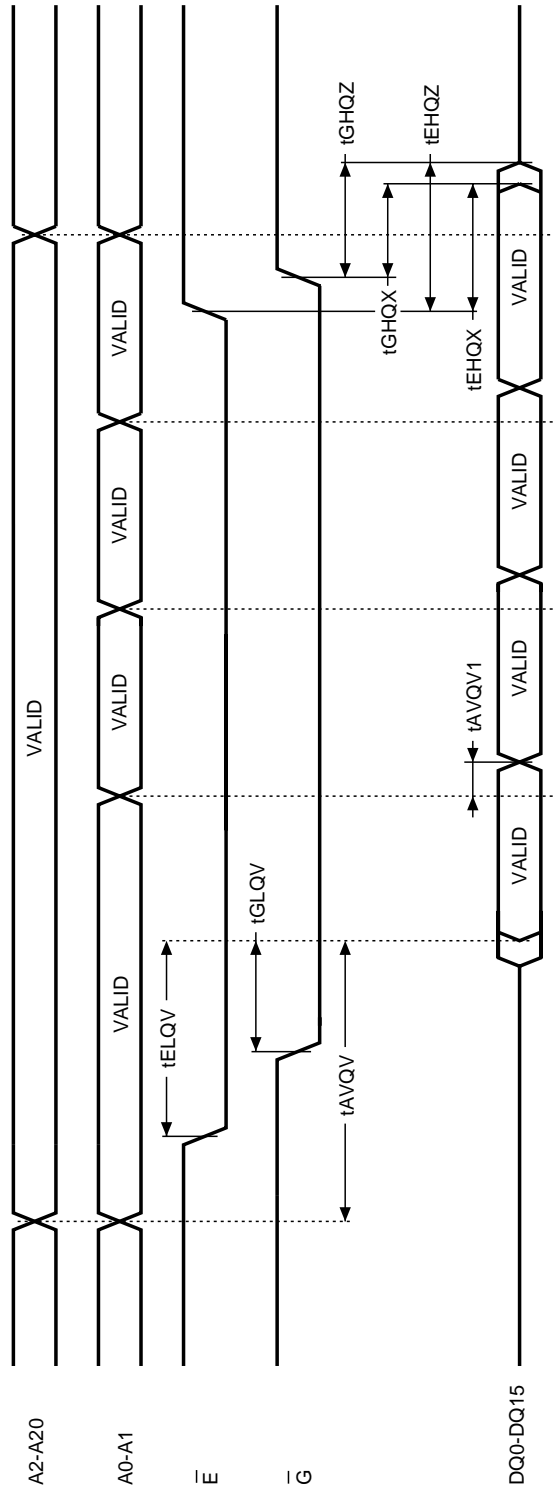 A2-A20
VALID
A0-A1
VALID
VALID
VALID
VALID
E
tELQV
G
tGLQV
tAVQV
tGHQZ
tGHQX
tEHQZ
tEHQX
tAVQV1
DQ0-DQ15
VALID
VALID
VALID
VALID